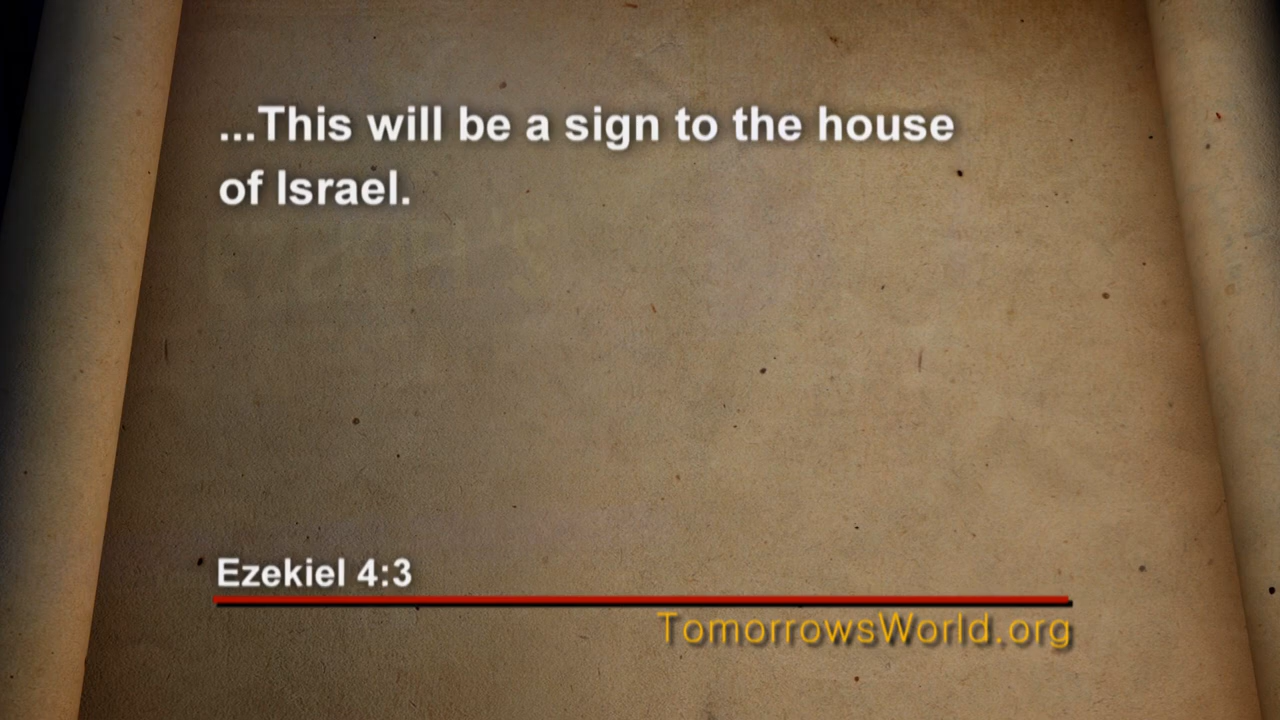 ...This will be a sign to the house
of Israel.
Ezekiel 4:3
TomorrowsWorld.org